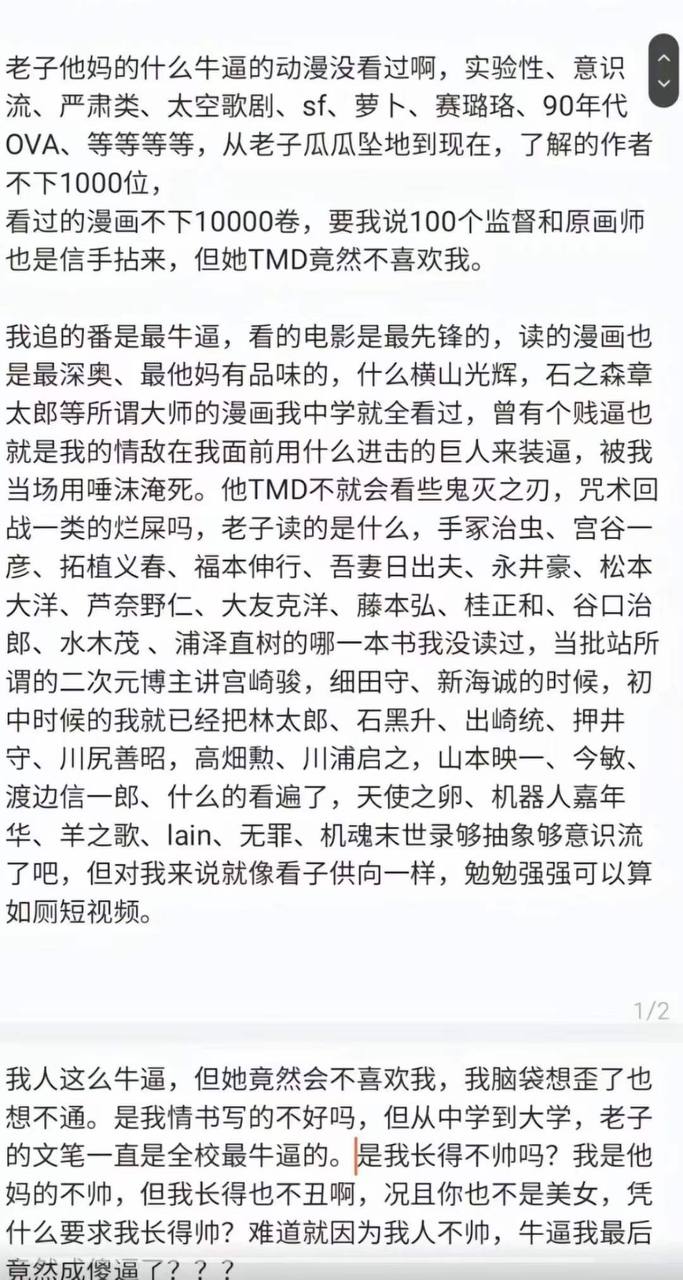 老子他妈的什么牛逼的动漫没看过啊，实验性、意识
流、严肃类、太空歌剧、sf、萝卜、赛璐珞、90年代
OVA、等等等等，从老子瓜瓜坠地到现在，了解的作者
不下1000位，
看过的漫画不下10000卷，要我说100个监督和原画师
也是信手拈来，但她TMD竟然不喜欢我。
我追的番是最牛逼，看的电影是最先锋的，读的漫画也
是最深奥、最他妈有品味的，什么横山光辉，石之森章
太郎等所谓大师的漫画我中学就全看过，曾有个贱逼也
就是我的情敌在我面前用什么进击的巨人来装逼，被我
当场用唾沫淹死。他TMD不就会看些鬼灭之刃，咒术回
战一类的烂屎吗，老子读的是什么，手冢治虫、宫谷一
彦、拓植义春、福本伸行、吾妻日出夫、永井豪、松本
大洋、芦奈野仁、大友克洋、藤本弘、桂正和、谷口治
郎、水木茂 、浦泽直树的哪一本书我没读过，当批站所
谓的二次元博主讲宫崎骏，细田守、新海诚的时候，初
中时候的我就已经把林太郎、石黑升、出崎统、押井
守、川尻善昭，高畑勲、川浦启之，山本映一、今敏、
渡边信一郎、什么的看遍了，天使之卵、机器人嘉年
华、羊之歌、lain、无罪、机魂末世录够抽象够意识流
了吧，但对我来说就像看子供向一样，勉勉强强可以算
如厕短视频。
1/2
我人这么牛逼，但她竟然会不喜欢我，我脑袋想歪了也
想不通。是我情书写的不好吗，但从中学到大学，老子
的文笔一直是全校最牛逼的。是我长得不帅吗？我是他
妈的不帅，但我长得也不丑啊，况且你也不是美女，凭
什么要求我长得帅？难道就因为我人不帅，牛逼我最后
竟然成傻逼了？？？